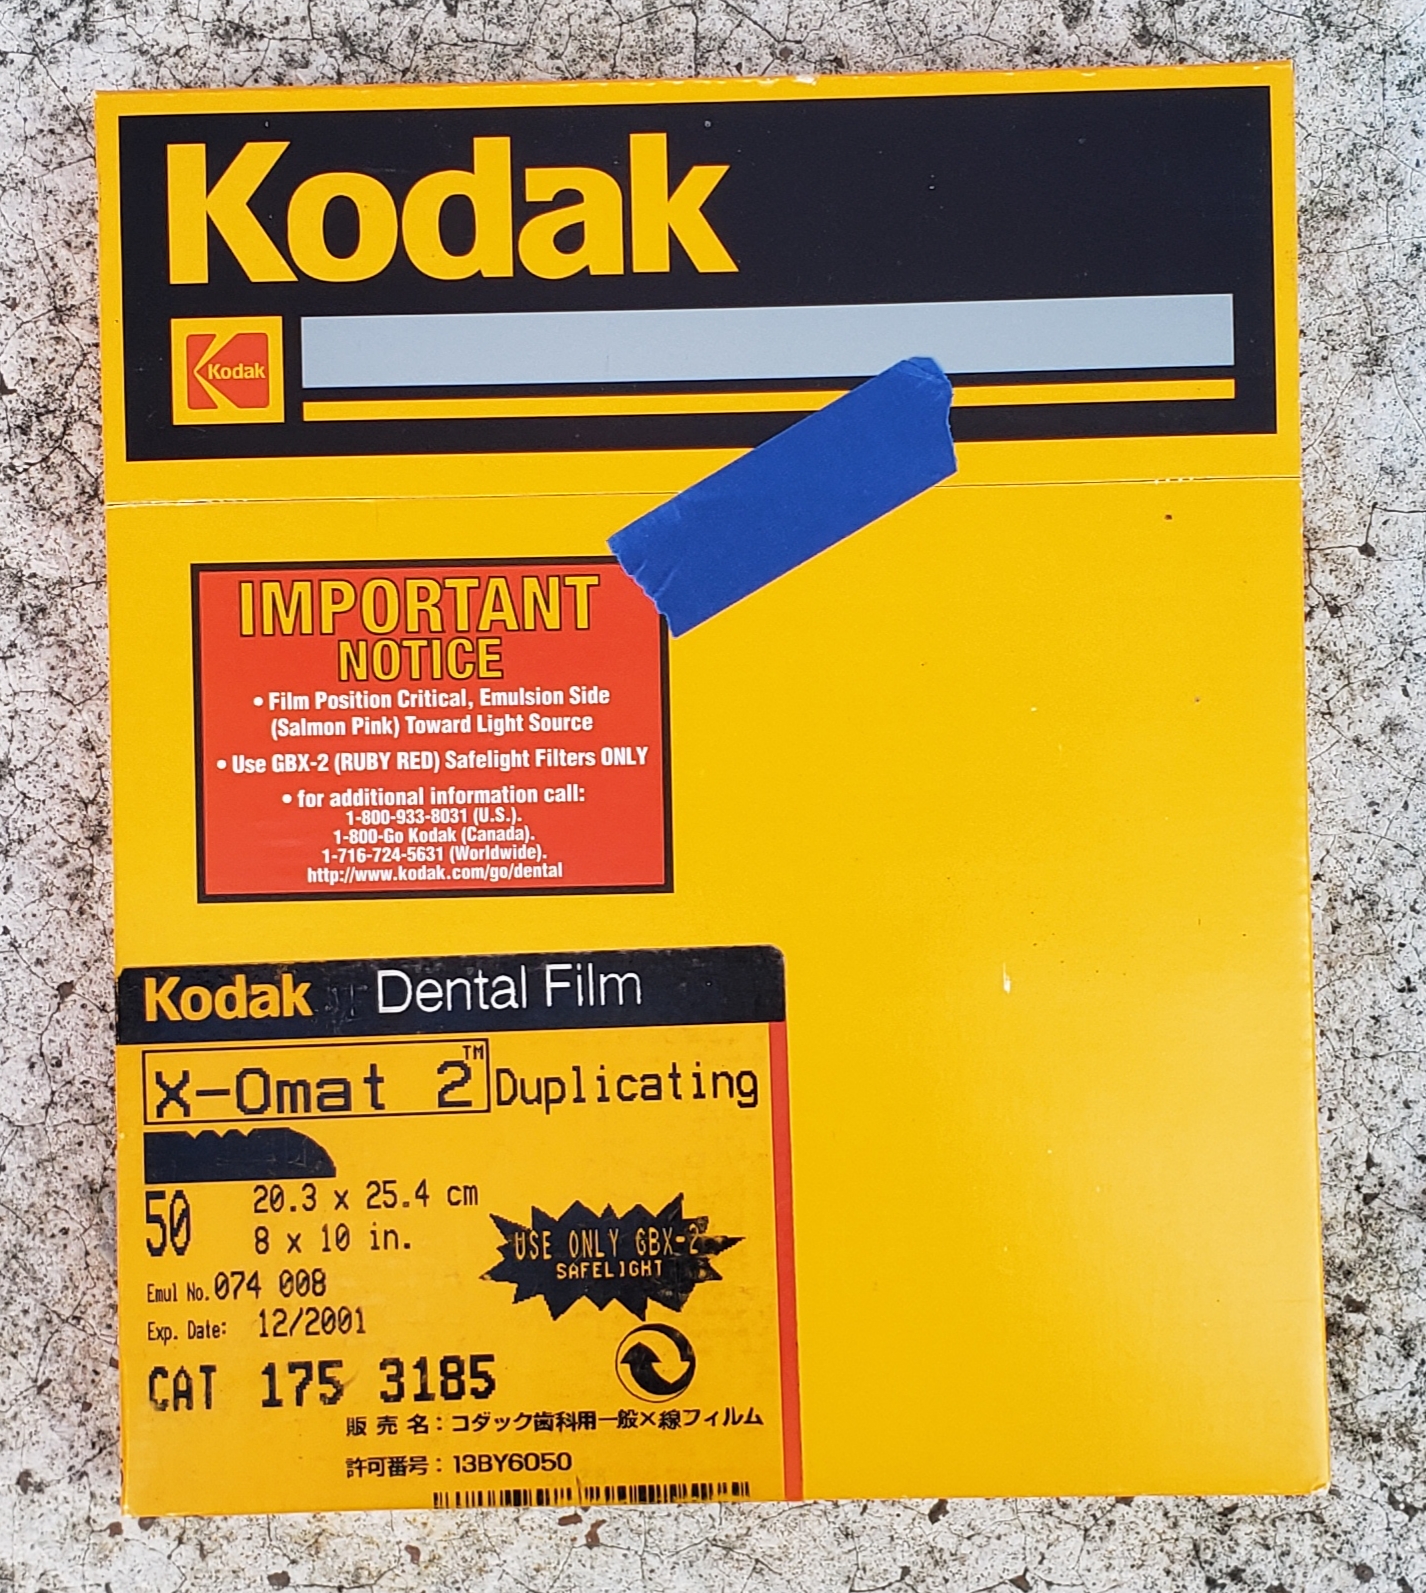 Kodak
Kodak
IMPORTANT
NOTICE
• Film Position Critical, Emulsion Side
(Salmon Pink) Toward Light Source
• Use GBX-2 (RUBY RED) Safelight Filters ONLY
• for additional information call:
1-800-933-8031 (U.S.).
1-800-Go Kodak (Canada).
1-716-724-5631 (Worldwide).
http://www.kodak.com/go/dental
Kodak Dental Film
X-Omat 2™ Duplicating
50 20.3 x 25.4 cm
8 x 10 in.
USE ONLY GBX-2
SAFELIGHT
Emul No. 074 008
Exp. Date: 12/2001
CAT 175 3185
販売名：コダック歯科用一般X線フィルム
許可番号：13BY6050